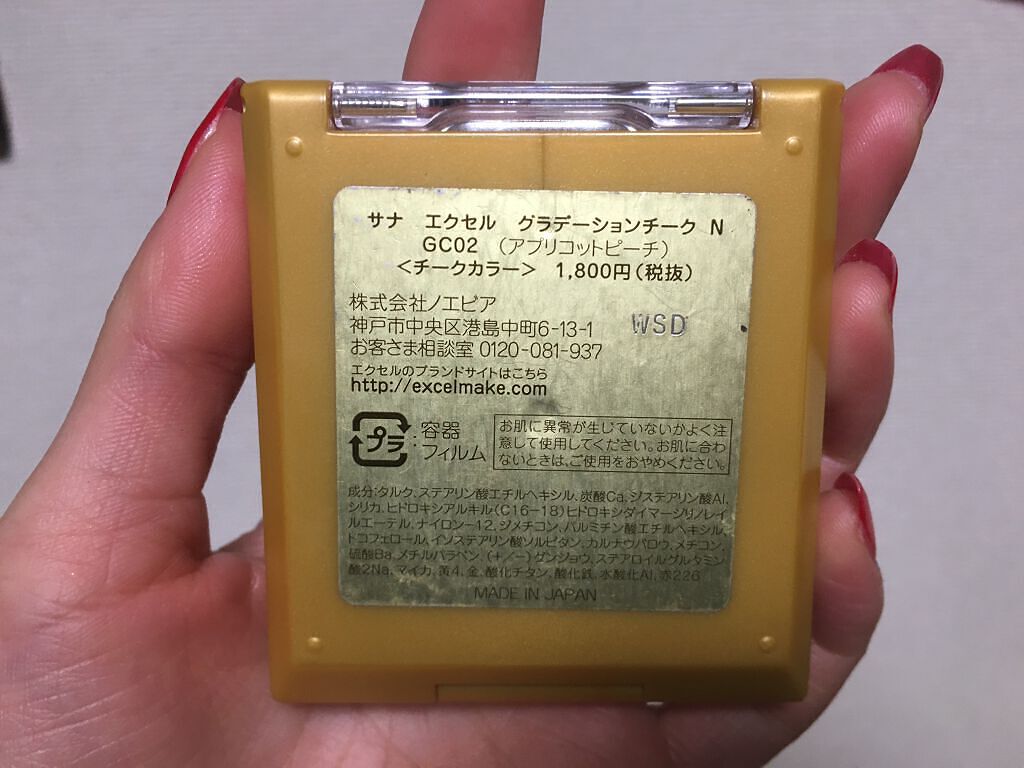 サナ エクセル グラデーションチーク N
GC02 (アプリコットピーチ)
<チークカラー> 1,800円(税抜)
株式会社ノエビア
神戸市中央区港島中町6-13-1
WSD
お客さま相談室 0120-081-937
エクセルのブランドサイトはこちら
http://excelmake.com
プラ
:容器
フィルム
お肌に異常が生じていないかよく注
意して使用してください。お肌に合わ
ないときは、ご使用をおやめください。
成分:タルク、ステアリン酸エチルヘキシル、炭酸Ca、ジステアリン酸Al、
シリカ、ヒドロキシアルキル(C16-18)ヒドロキシダイマージリノレイ
ルエーテル、ナイロン-12、ジメチコン、パルミチン酸エチルヘキシル、
トコフェロール、イソステアリン酸ソルビタン、カルナウバロウ、メチコン、
硫酸Ba、メチルパラベン、(+/-)グンジョウ、ステアロイルグルタミン
酸2Na、マイカ、黄4、金、酸化チタン、酸化鉄、水酸化Al、赤226
MADE IN JAPAN